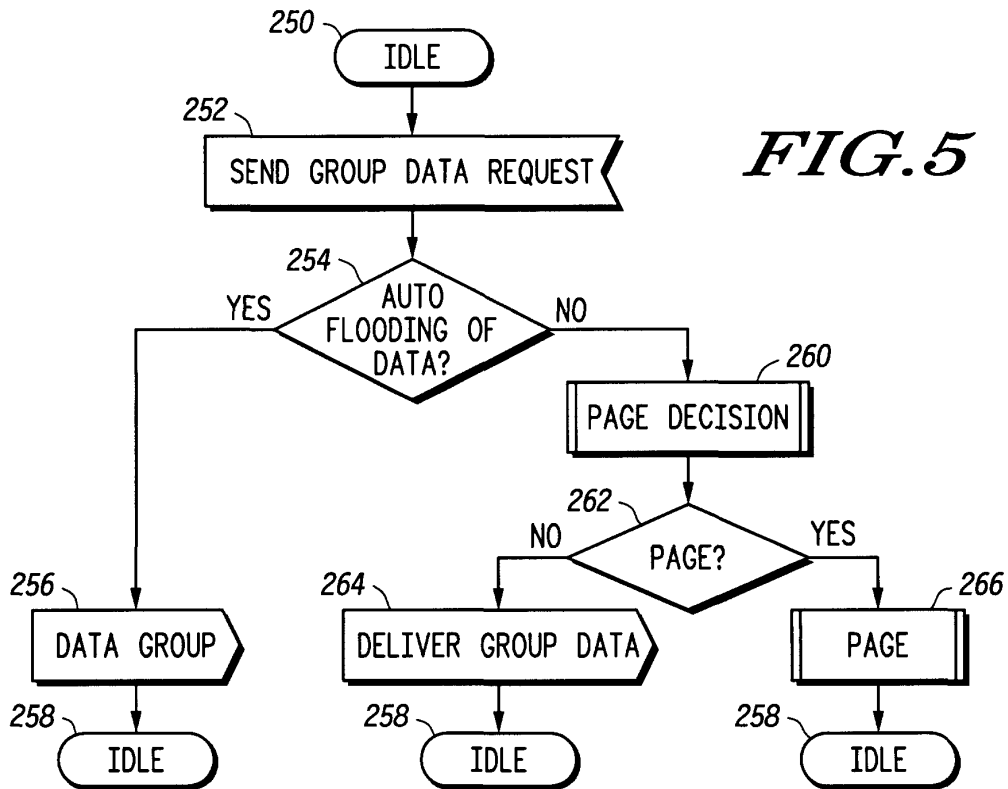 250
IDLE
252
SEND GROUP DATA REQUEST
FIG.5
254
YES
AUTO
FLOODING OF
DATA?
NO
260
PAGE DECISION
262
NO
PAGE?
YES
256
DATA GROUP
264
DELIVER GROUP DATA
266
PAGE
258
IDLE
258
IDLE
258
IDLE